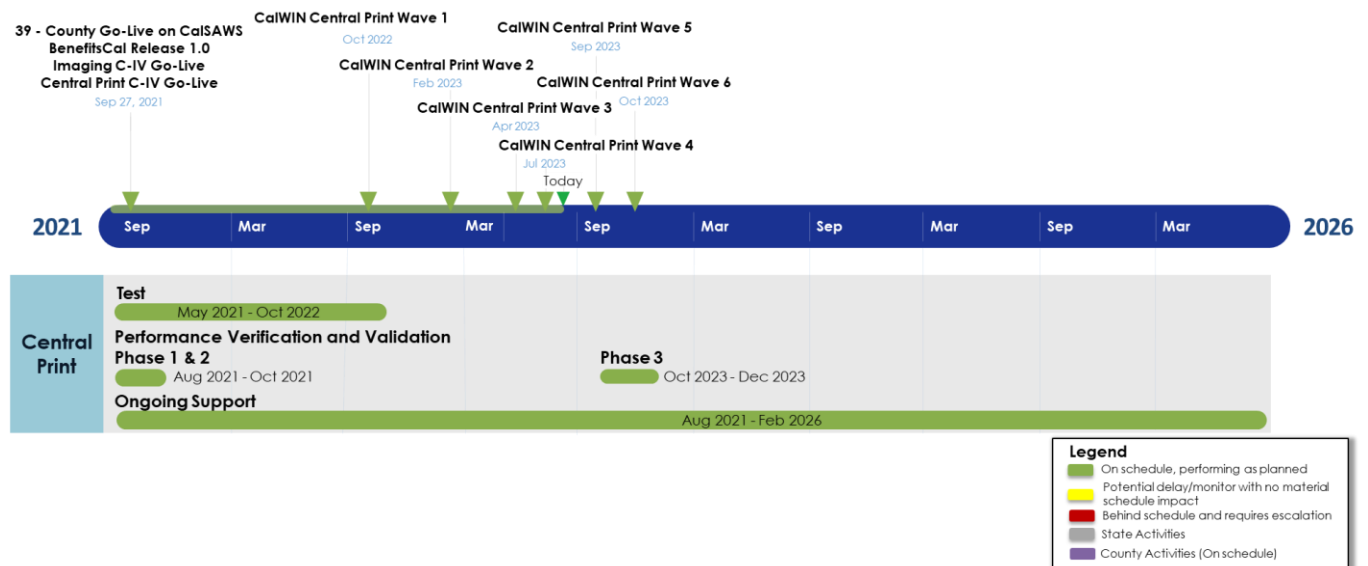 39 - County Go-Live on CalSAWS
BenefitsCal Release 1.0
Imaging C-IV Go-Live
Central Print C-IV Go-Live
Sep 27, 2021
CalWIN Central Print Wave 1
Oct 2022
CalWIN Central Print Wave 2
Feb 2023
CalWIN Central Print Wave 3
Apr 2023
CalWIN Central Print Wave 4
Jul 2023
CalWIN Central Print Wave 5
Sep 2023
CalWIN Central Print Wave 6
Oct 2023
Today
2021
Sep
Mar
Sep
Mar
Sep
Mar
Sep
Mar
Sep
Mar
2026
Central
Print
Test
May 2021 - Oct 2022
Performance Verification and Validation
Phase 1 & 2
Aug 2021 - Oct 2021
Phase 3
Oct 2023 - Dec 2023
Ongoing Support
Aug 2021 - Feb 2026
Legend
On schedule, performing as planned
Potential delay/monitor with no material
schedule impact
Behind schedule and requires escalation
State Activities
County Activities (On schedule)